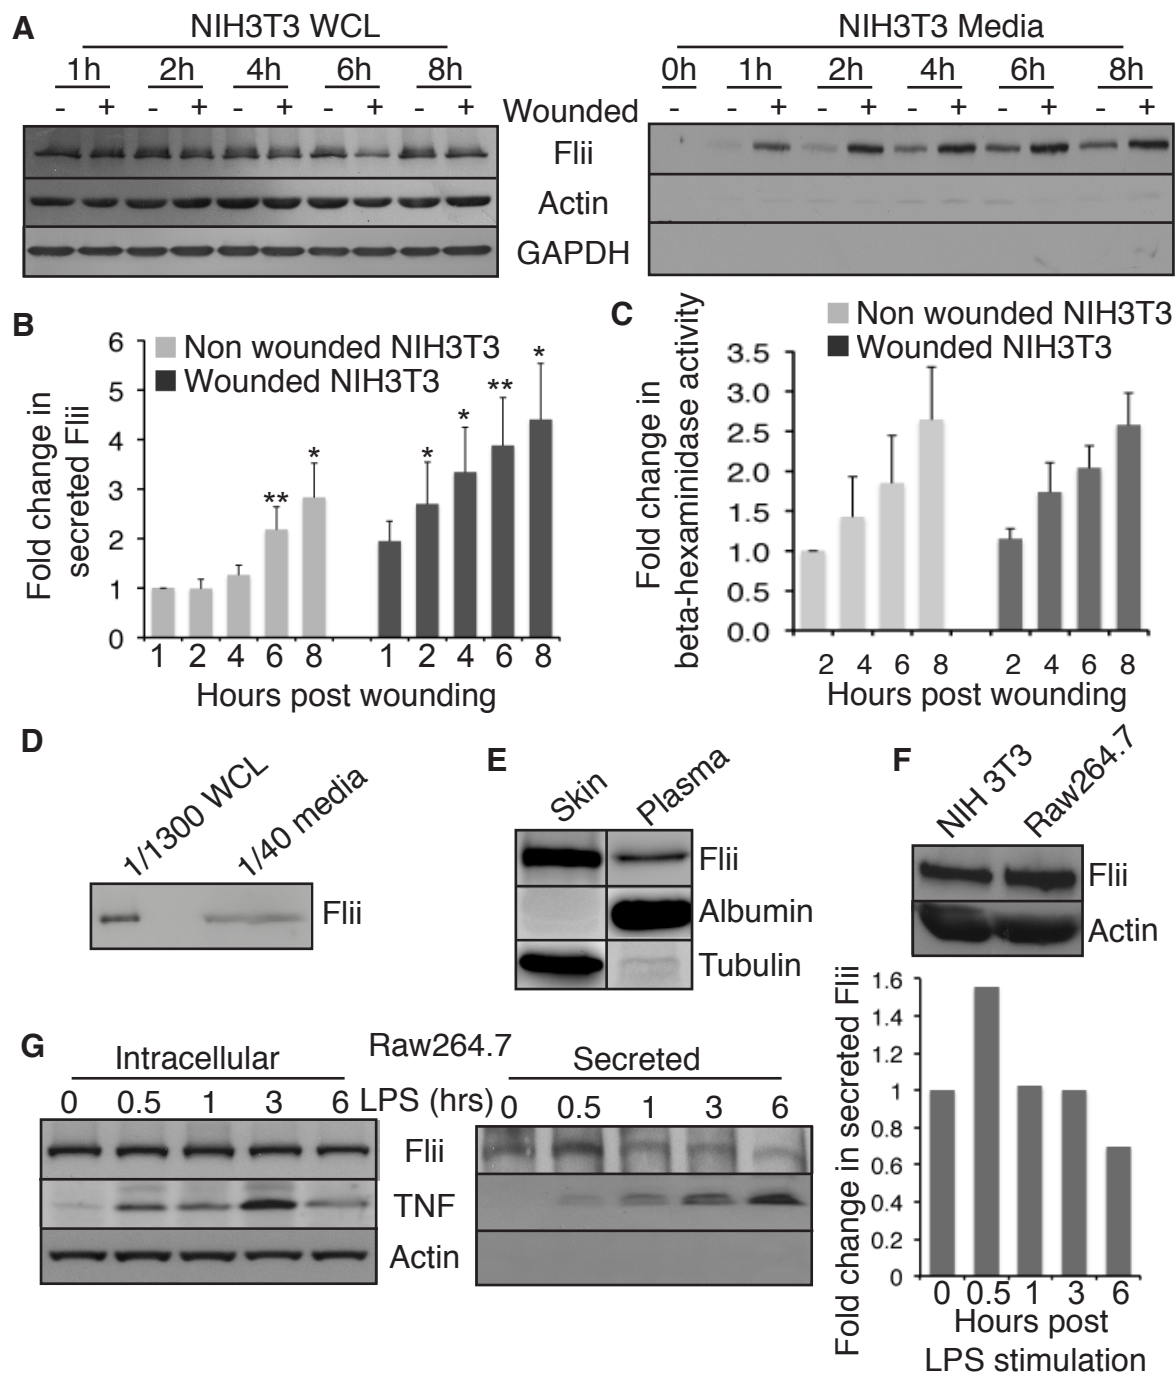 A
NIH3T3 WCL
NIH3T3 Media
1h 2h 4h 6h 8h
0h 1h 2h 4h 6h 8h
- + - + - + - + - +
Wounded
- - + - + - + - + - +
Flii
Actin
GAPDH
B
Non wounded NIH3T3
Wounded NIH3T3
Fold change in
secreted Flii
6
5
4
3
2
1
0
** * * * ** *
1 2 4 6 8 1 2 4 6 8
Hours post wounding
C
Non wounded NIH3T3
Wounded NIH3T3
Fold change in
beta-hexaminidase activity
3.5
3.0
2.5
2.0
1.5
1.0
0.5
0.0
2 4 6 8 2 4 6 8
Hours post wounding
D
1/1300 WCL
1/40 media
Flii
E
Skin
Plasma
Flii
Albumin
Tubulin
F
NIH 3T3
Raw264.7
Flii
Actin
G
Raw264.7
Intracellular
Secreted
0 0.5 1 3 6 LPS (hrs) 0 0.5 1 3 6
Flii
TNF
Actin
Fold change in secreted Flii
1.6
1.4
1.2
1
0.8
0.6
0.4
0.2
0
0 0.5 1 3 6
Hours post
LPS stimulation